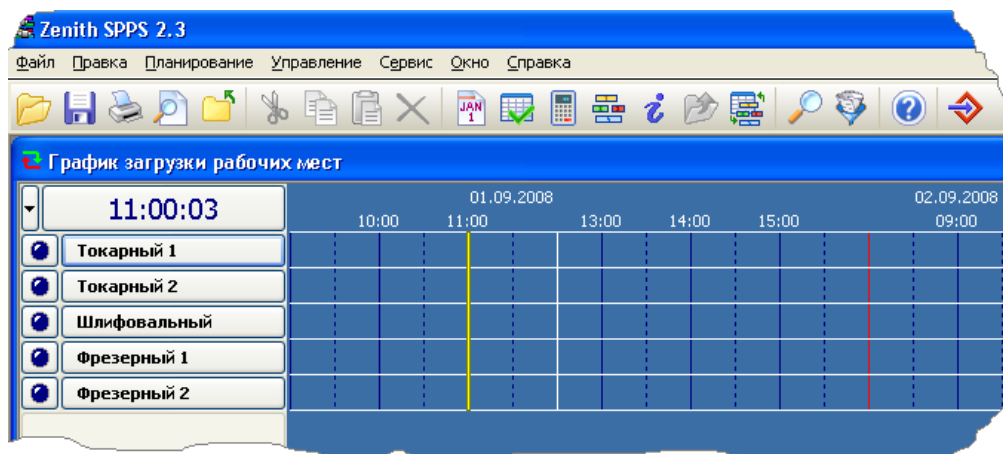 Zenith SPPS 2.3
Файл Правка Планирование Управление Сервис Окно Справка
JAN
1
График загрузки рабочих мест
11:00:03
01.09.2008 02.09.2008
10:00 11:00 13:00 14:00 15:00 09:00
Токарный 1
Токарный 2
Шлифовальный
Фрезерный 1
Фрезерный 2